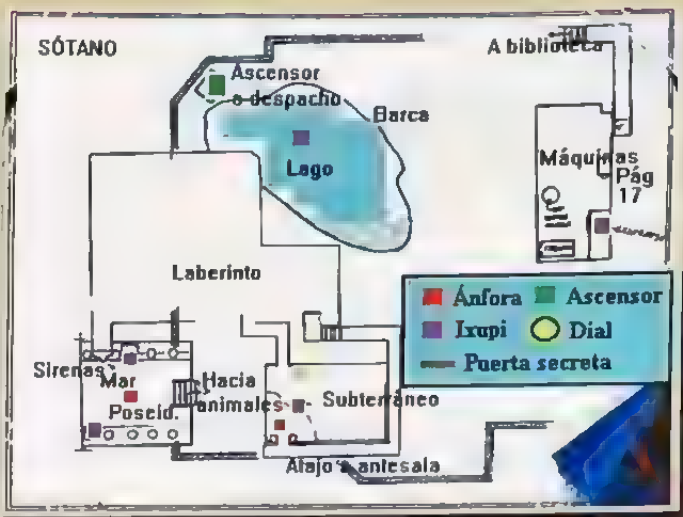 SÓTANO
A biblioteca
Ascensor
a despacho
Barca
Lago
Máquinas
Pág
17
Laberinto
Ánfora
Ascensor
Ixupi
Dial
Puerta secreta
Sirenas
Mar
Poseid.
Hacia
animales
Subterráneo
Atajo a antesala